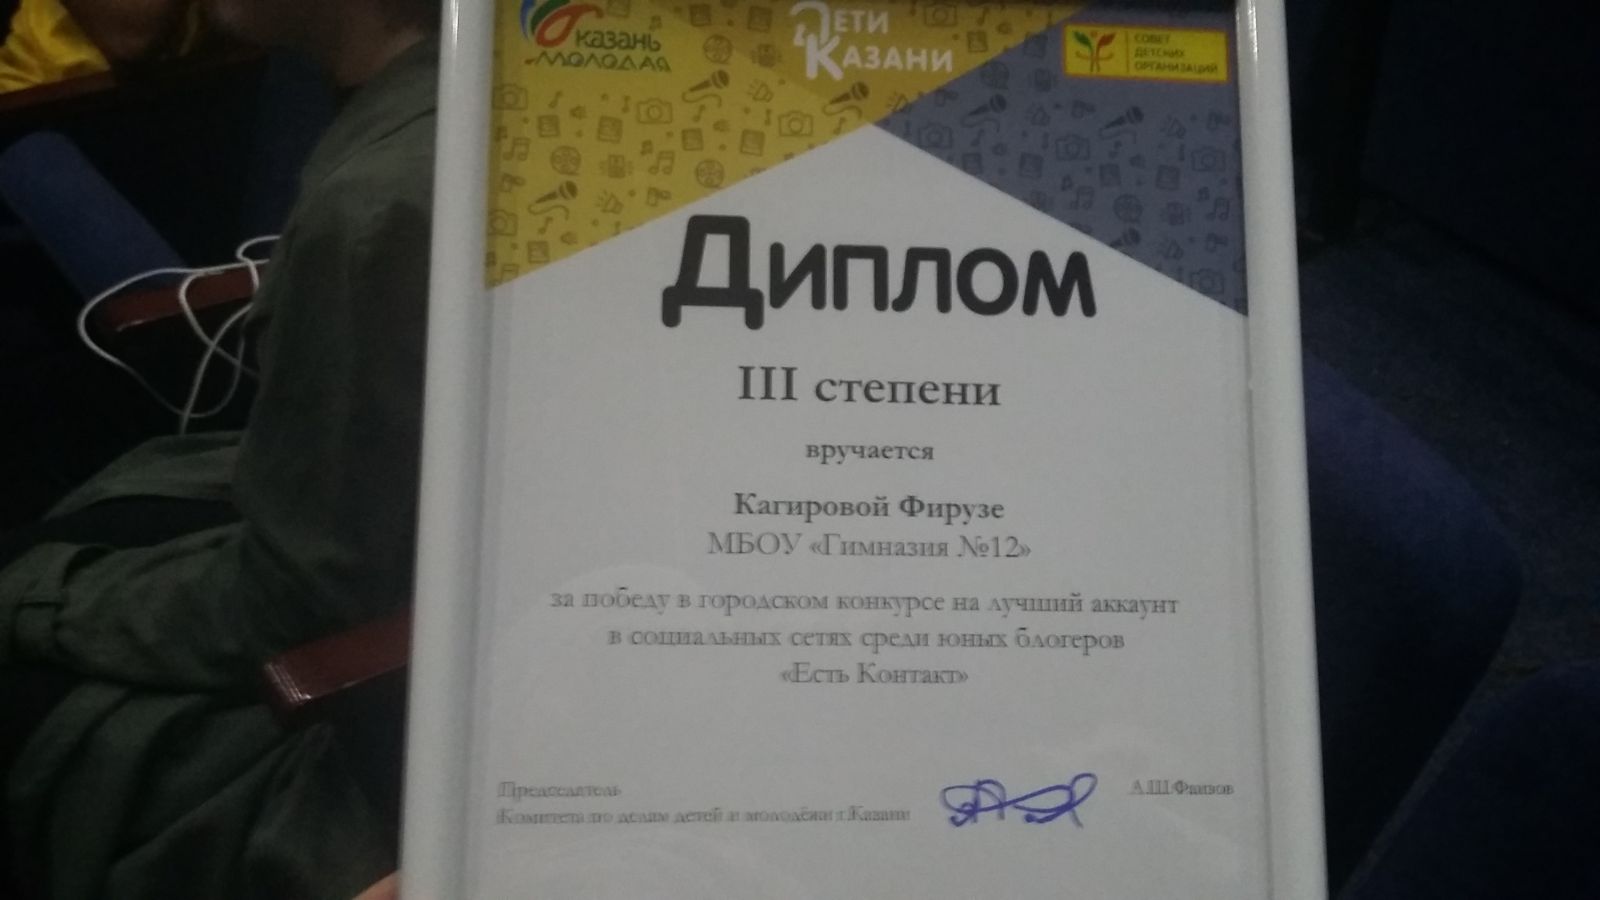 Казань
молодая
Дети
Казани
СОВЕТ
ДЕТСКИХ
ОРГАНИЗАЦИЙ
Диплом
III степени
вручается
Кагировой Фирузе
МБОУ «Гимназия №12»
за победу в городском конкурсе на лучший аккаунт
в социальных сетях среди юных блогеров
«Есть Контакт»
Председатель
Комитета по делам детей и молодёжи г.Казани
А.Ш.Фаизов